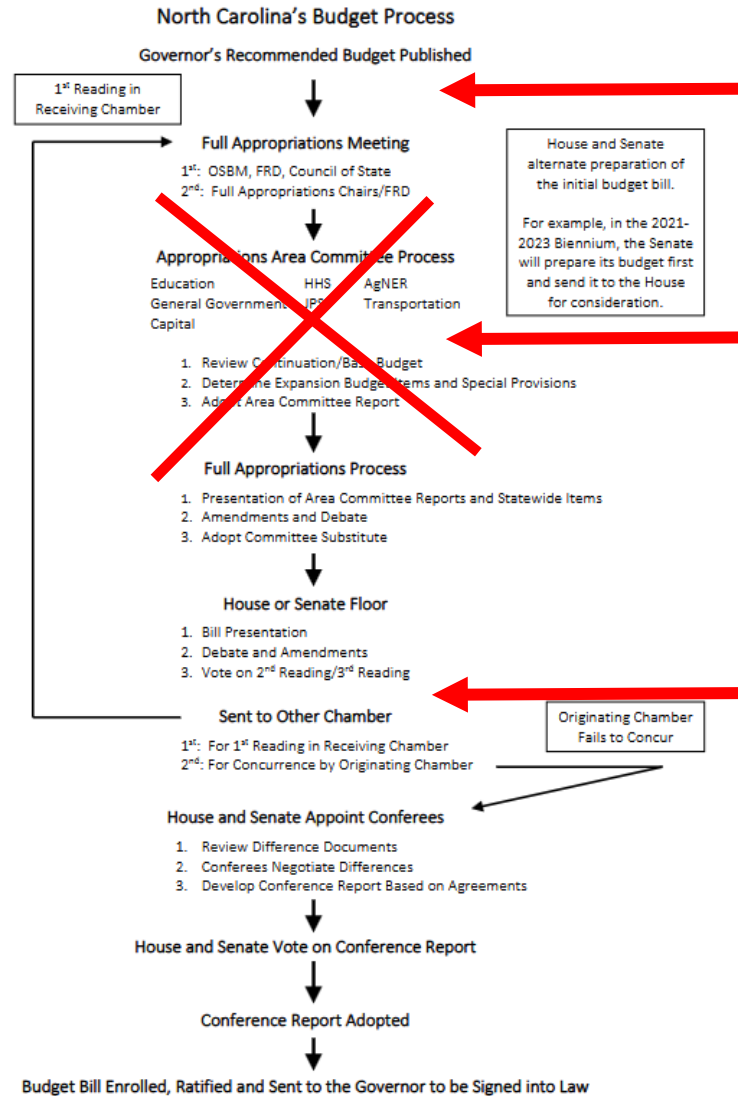 North Carolina's Budget Process
Governor's Recommended Budget Published
1st Reading in
Receiving Chamber
Full Appropriations Meeting
1st: OSBM, FRD, Council of State
2nd: Full Appropriations Chairs/FRD
House and Senate
alternate preparation of
the initial budget bill.
For example, in the 2021-
2023 Biennium, the Senate
will prepare its budget first
and send it to the House
for consideration.
Appropriations Area Committee Process
Education HHS AgNER
General Government JPS Transportation
Capital
1. Review Continuation/Base Budget
2. Determine Expansion Budget Items and Special Provisions
3. Adopt Area Committee Report
Full Appropriations Process
1. Presentation of Area Committee Reports and Statewide Items
2. Amendments and Debate
3. Adopt Committee Substitute
House or Senate Floor
1. Bill Presentation
2. Debate and Amendments
3. Vote on 2nd Reading/3rd Reading
Sent to Other Chamber
1st: For 1st Reading in Receiving Chamber
2nd: For Concurrence by Originating Chamber
Originating Chamber
Fails to Concur
House and Senate Appoint Conferees
1. Review Difference Documents
2. Conferees Negotiate Differences
3. Develop Conference Report Based on Agreements
House and Senate Vote on Conference Report
Conference Report Adopted
Budget Bill Enrolled, Ratified and Sent to the Governor to be Signed into Law